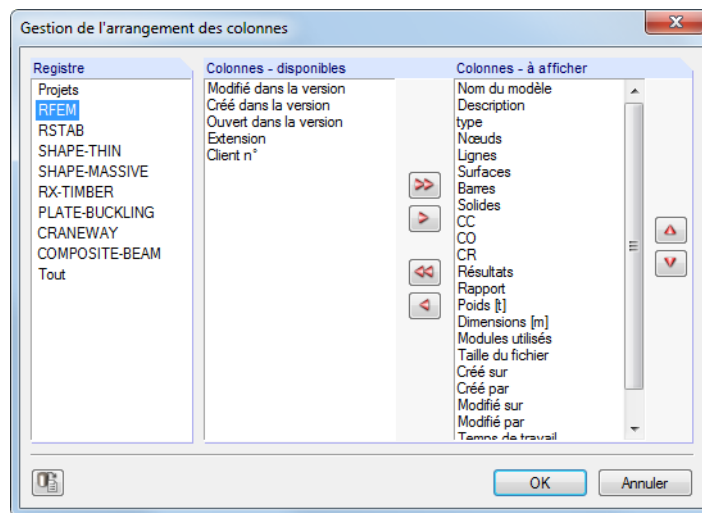 Gestion de l'arrangement des colonnes
Registre
Projets
RFEM
RSTAB
SHAPE-THIN
SHAPE-MASSIVE
RX-TIMBER
PLATE-BUCKLING
CRANEWAY
COMPOSITE-BEAM
Tout
Colonnes - disponibles
Modifié dans la version
Créé dans la version
Ouvert dans la version
Extension
Client n°
Colonnes - à afficher
Nom du modèle
Description
type
Nœuds
Lignes
Surfaces
Barres
Solides
CC
CO
CR
Résultats
Rapport
Poids [t]
Dimensions [m]
Modules utilisés
Taille du fichier
Créé sur
Créé par
Modifié sur
Modifié par
Temps de travail
OK
Annuler